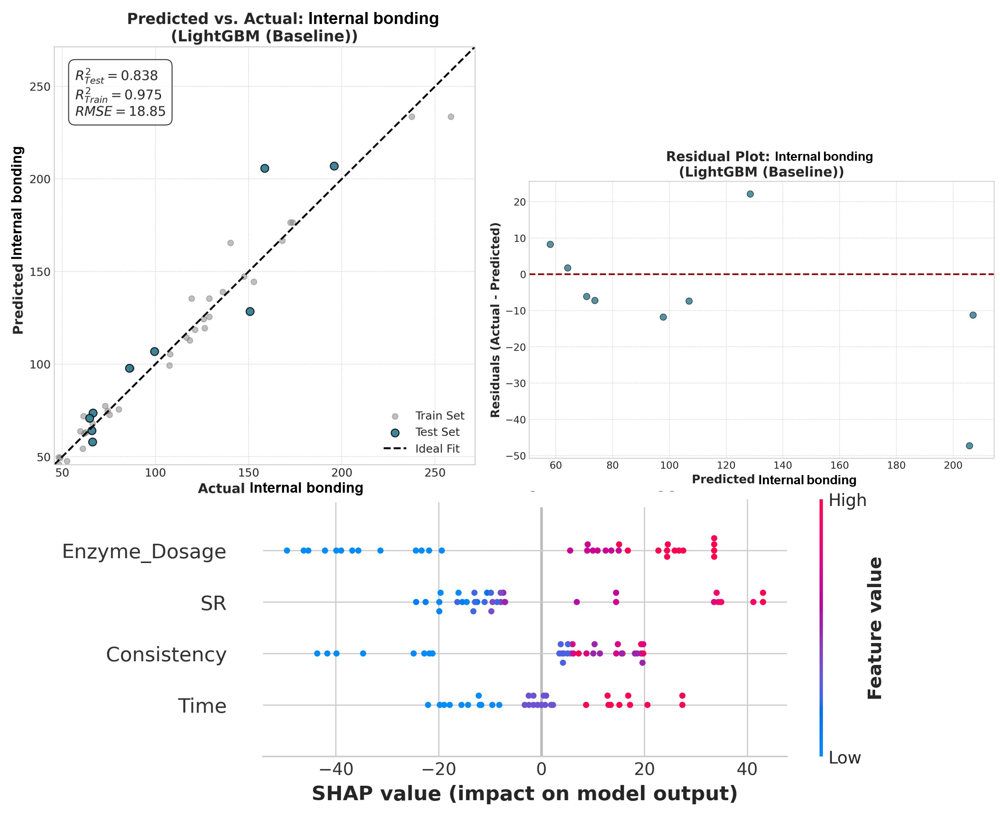 Predicted vs. Actual: Internal bonding
(LightGBM (Baseline))
R²Test = 0.838
R²Train = 0.975
RMSE = 18.85
Predicted Internal bonding
250
200
150
100
50
50 100 150 200 250
Actual Internal bonding
Train Set
Test Set
Ideal Fit
Residual Plot: Internal bonding
(LightGBM (Baseline))
Residuals (Actual - Predicted)
20
10
0
−10
−20
−30
−40
−50
60 80 100 120 140 160 180 200
Predicted Internal bonding
Enzyme_Dosage
SR
Consistency
Time
−40 −20 0 20 40
SHAP value (impact on model output)
High
Feature value
Low